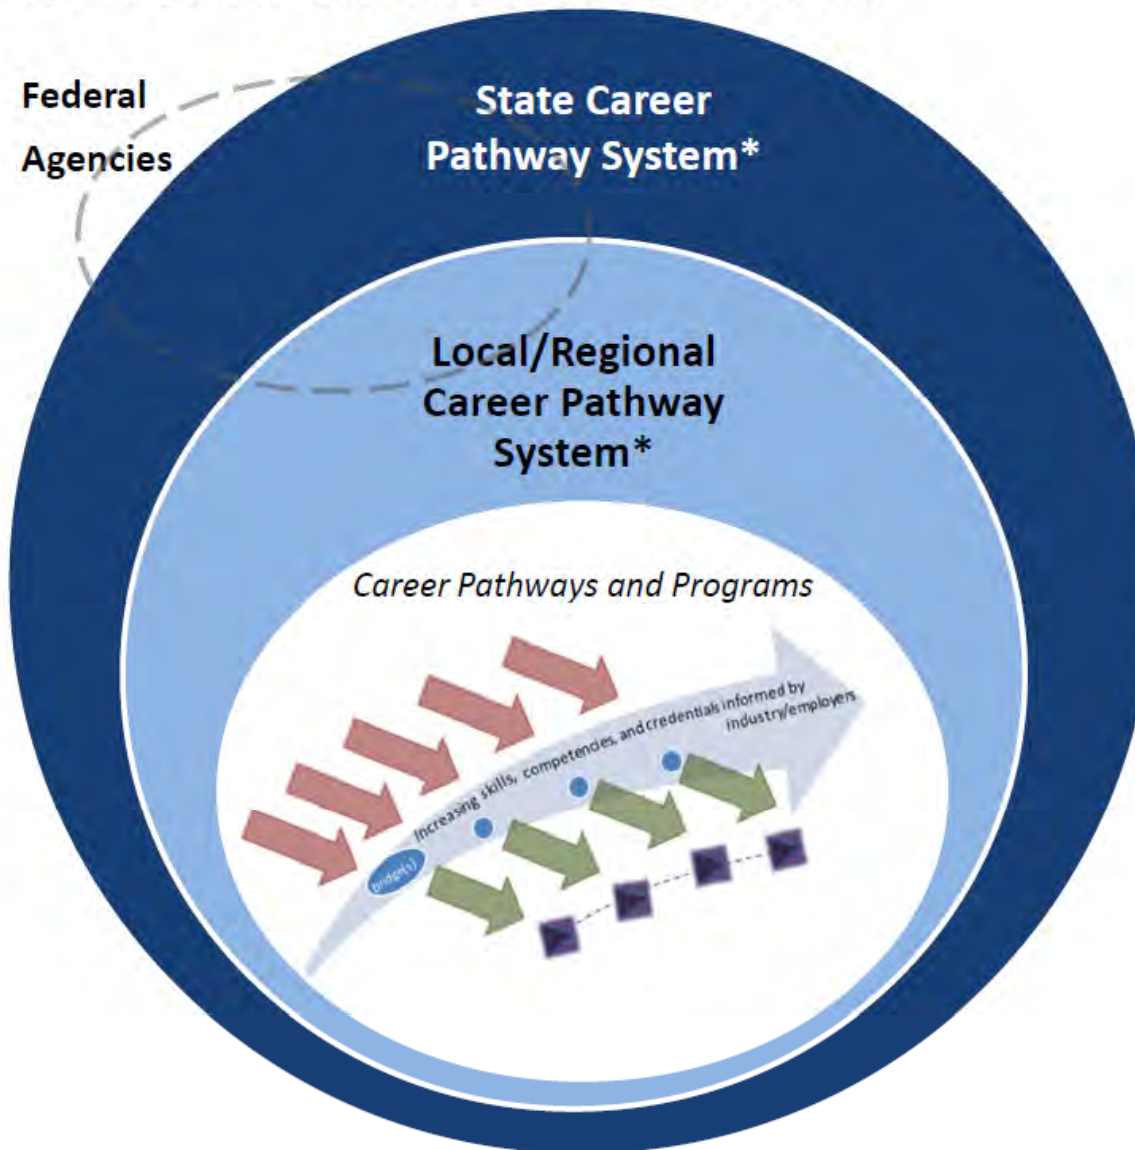 Federal
Agencies
State Career
Pathway System*
Local/Regional
Career Pathway
System*
Career Pathways and Programs
Increasing skills, competencies, and credentials informed by
industry/employers
bridge(s)